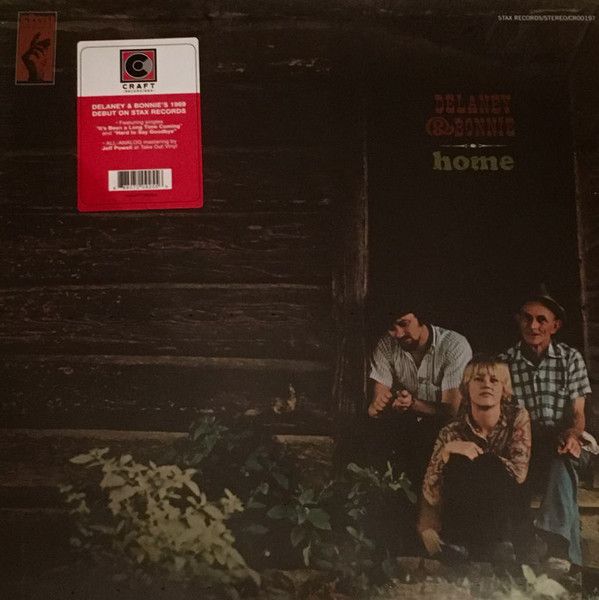 STAX RECORDS/STEREO/CR00197
CRAFT
RECORDINGS
DELANEY & BONNIE'S 1969
DEBUT ON STAX RECORDS
• Featuring singles
"It's Been a Long Time Coming"
and "Hard to Say Goodbye"
• ALL-ANALOG mastering by
Jeff Powell at Take Out Vinyl
DELANEY
& BONNIE
home